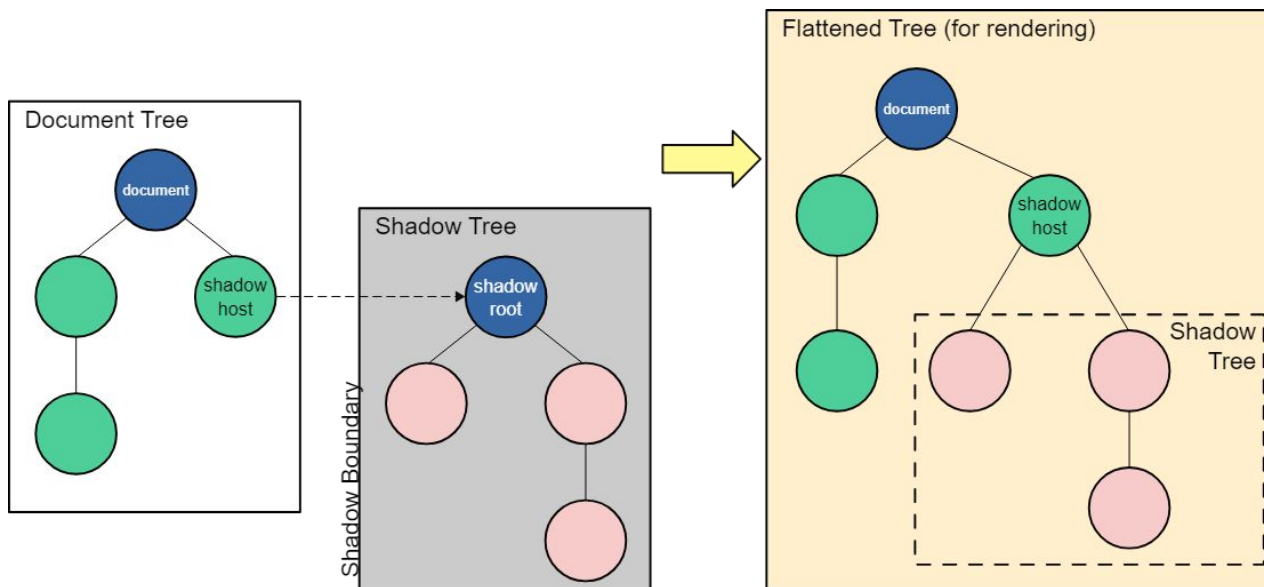 Document Tree
document
shadow
host
Shadow Boundary
Shadow Tree
shadow
root
Flattened Tree (for rendering)
document
shadow
host
Shadow
Tree